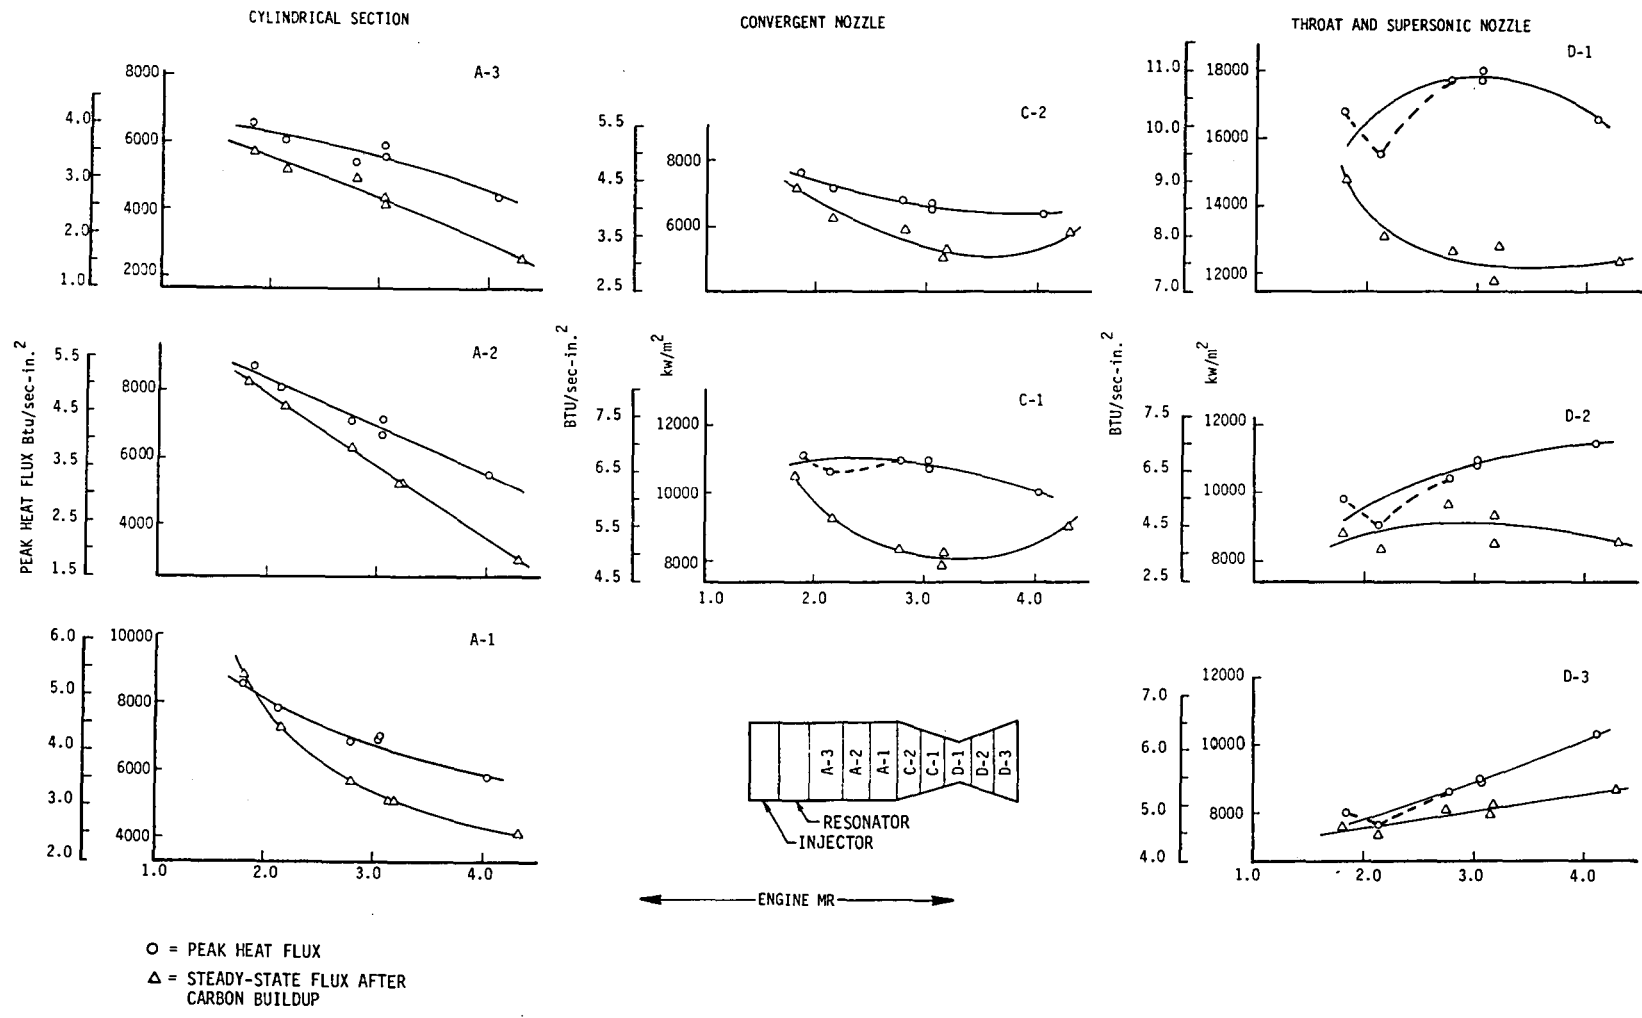 CYLINDRICAL SECTION
CONVERGENT NOZZLE
THROAT AND SUPERSONIC NOZZLE
A-3
8000
6000
4000
2000
4.0
3.0
2.0
1.0
C-2
5.5
4.5
3.5
2.5
8000
6000
D-1
11.0
10.0
9.0
8.0
7.0
18000
16000
14000
12000
PEAK HEAT FLUX Btu/sec-in.2
A-2
5.5
4.5
3.5
2.5
1.5
8000
6000
4000
BTU/sec-in.2
kw/m2
C-1
7.5
6.5
5.5
4.5
12000
10000
8000
1.0 2.0 3.0 4.0
BTU/sec-in.2
kw/m2
D-2
7.5
6.5
4.5
2.5
12000
10000
8000
A-1
6.0
5.0
4.0
3.0
2.0
10000
8000
6000
4000
1.0 2.0 3.0 4.0
A-3 A-2 A-1 C-2 C-1 D-1 D-2 D-3
RESONATOR
INJECTOR
ENGINE MR
D-3
7.0
6.0
5.0
4.0
12000
10000
8000
1.0 2.0 3.0 4.0
O = PEAK HEAT FLUX
△ = STEADY-STATE FLUX AFTER
CARBON BUILDUP